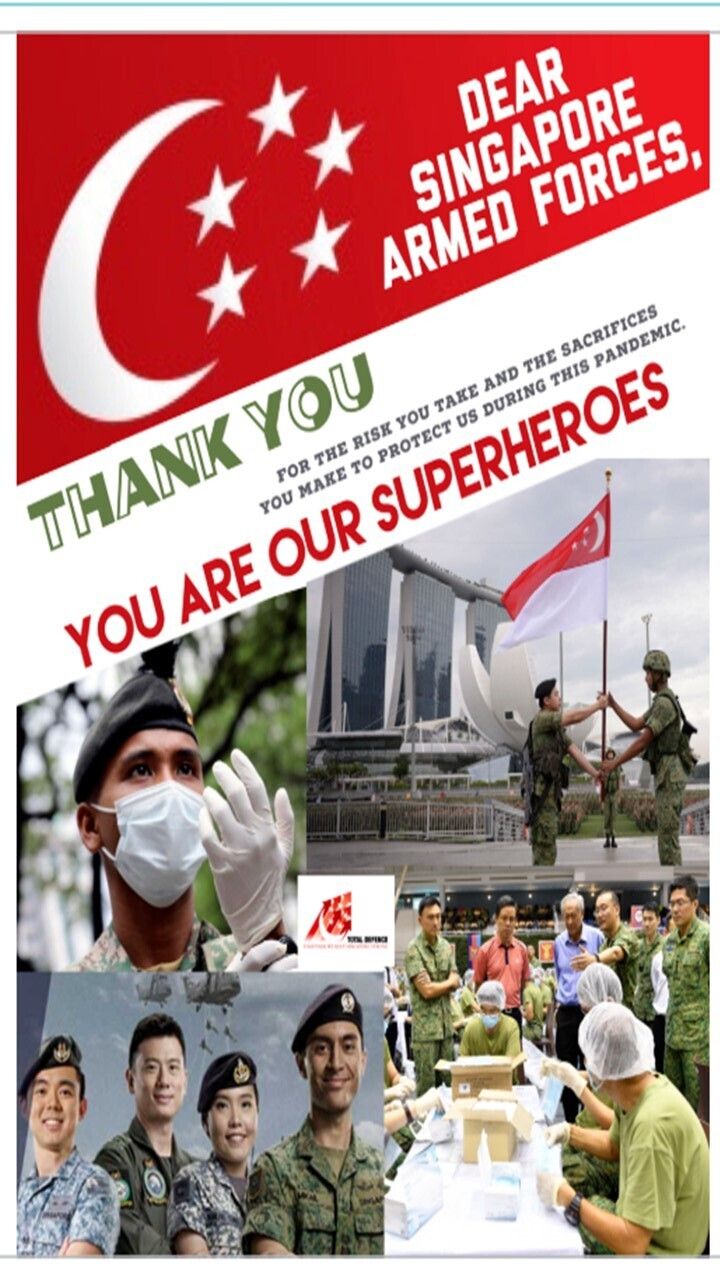 DEAR
SINGAPORE
ARMED FORCES,
THANK YOU
FOR THE RISK YOU TAKE AND THE SACRIFICES
YOU MAKE TO PROTECT US DURING THIS PANDEMIC.
YOU ARE OUR SUPERHEROES
TOTAL DEFENCE